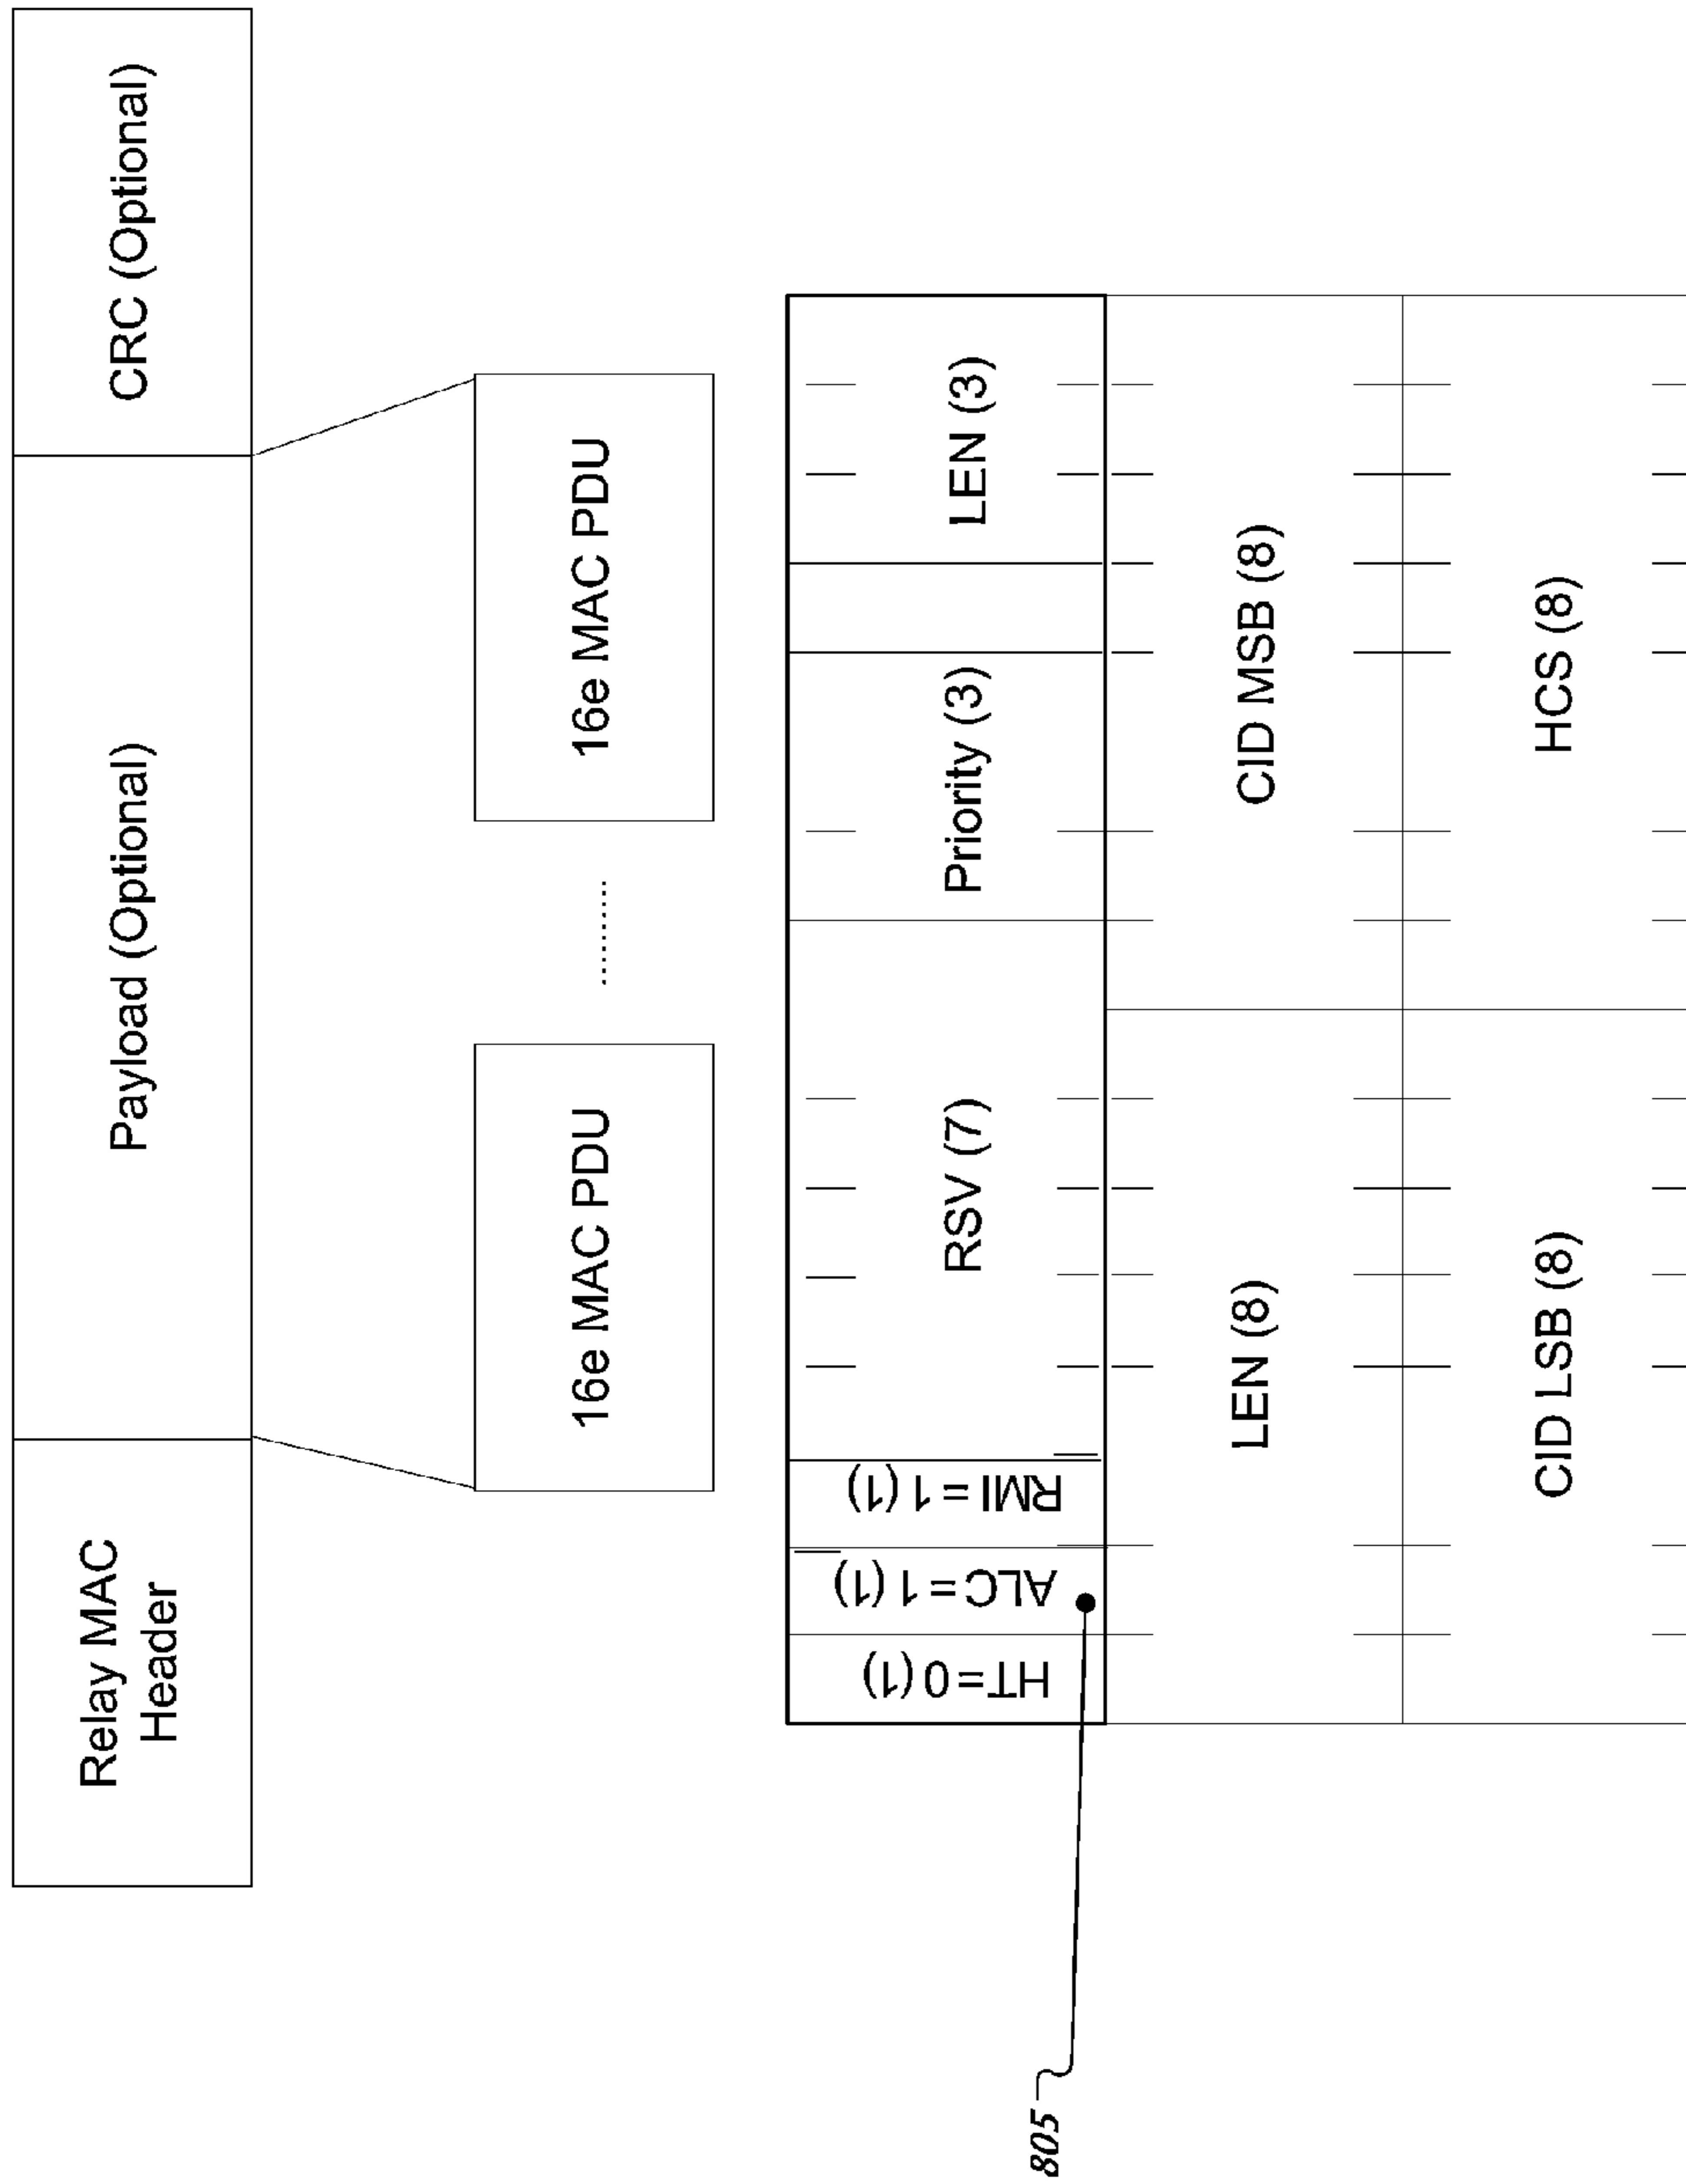 Relay MAC
Header
Payload (Optional)
CRC (Optional)
16e MAC PDU
........
16e MAC PDU
HT=0 (1)
ALC=1 (1)
RMI=1 (1)
RSV (7)
Priority (3)
LEN (3)
LEN (8)
CID MSB (8)
CID LSB (8)
HCS (8)
805